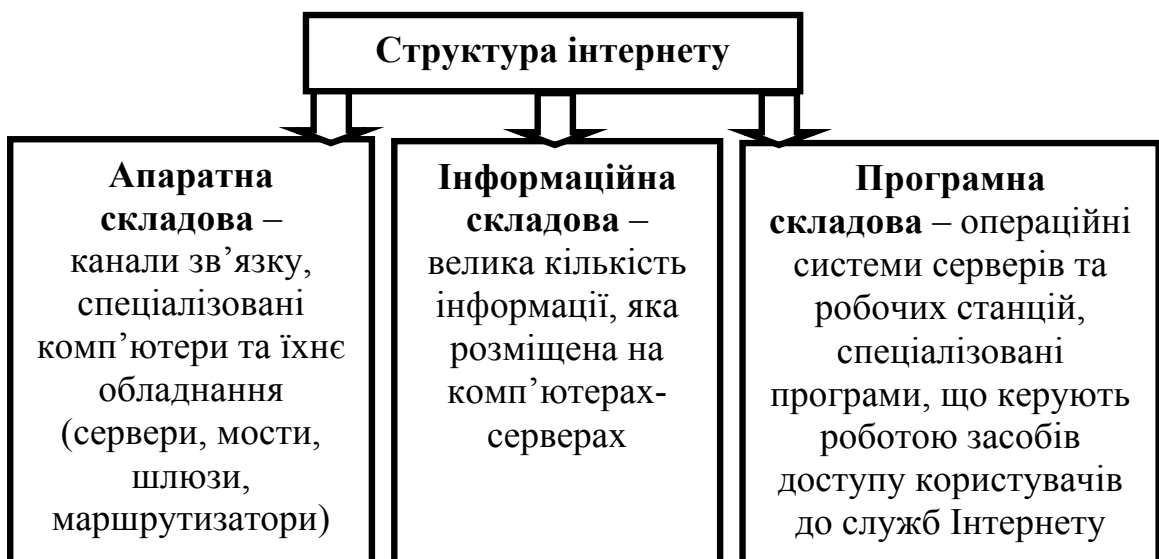 Структура інтернету
Апаратна
складова –
канали зв’язку,
спеціалізовані
комп’ютери та їхнє
обладнання
(сервери, мости,
шлюзи,
маршрутизатори)
Інформаційна
складова –
велика кількість
інформації, яка
розміщена на
комп’ютерах-
серверах
Програмна
складова – операційні
системи серверів та
робочих станцій,
спеціалізовані
програми, що керують
роботою засобів
доступу користувачів
до служб Інтернету